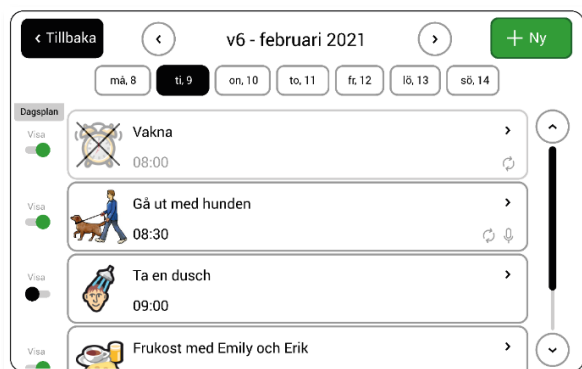 Tillbaka
v6 - februari 2021
Ny
må, 8 ti, 9 on, 10 to, 11 fr, 12 lö, 13 sö, 14
Dagsplan
Visa
Vakna
08:00
Visa
Gå ut med hunden
08:30
Visa
Ta en dusch
09:00
Visa
Frukost med Emily och Erik